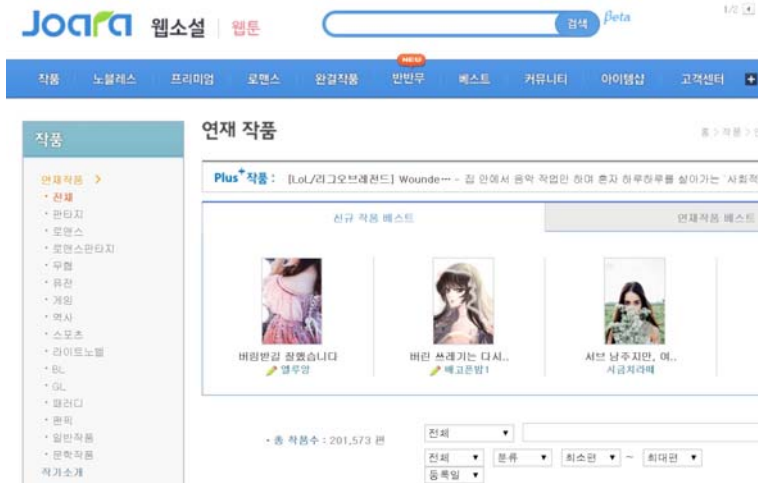 Joara 웹소설 웹툰
검색 βeta
1/2
NEW
작품 노블레스 프리미엄 로맨스 완결작품 반반무 베스트 커뮤니티 아이템샵 고객센터
작품
연재 작품
홈 > 작품 >
Plus+ 작품 : [LoL/리그오브레전드] Wounde… - 집 안에서 음악 작업만 하며 혼자 하루하루를 살아가는 '사회적
연재작품 >
• 전체
• 판타지
• 로맨스
• 로맨스판타지
• 무협
• 퓨전
• 게임
• 역사
• 스포츠
• 라이트노벨
• BL
• GL
• 패러디
• 팬픽
• 일반작품
• 문학작품
작가소개
신규 작품 베스트
연재작품 베스트
버림받길 잘했습니다
엘루앙
버린 쓰레기는 다시..
배고픈밤1
서브 남주지만, 여..
시금치라떼
• 총 작품수 : 201,573 편
전체 ▼
전체 ▼ 분류 ▼ 최소편 ▼ ~ 최대편 ▼
등록일 ▼